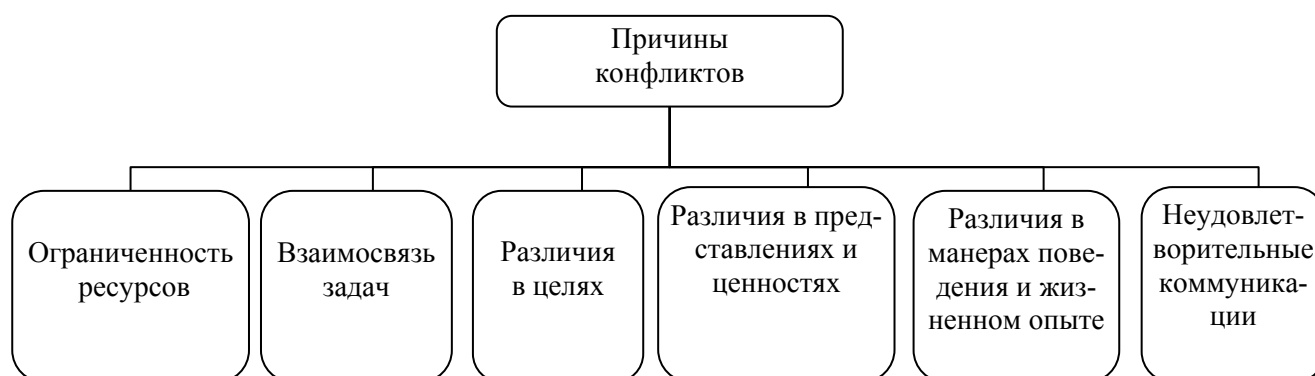 Причины
конфликтов
Ограниченность
ресурсов
Взаимосвязь
задач
Различия
в целях
Различия в пред-
ставлениях и
ценностях
Различия в
манерах пове-
дения и жиз-
ненном опыте
Неудовлет-
ворительные
коммуника-
ции